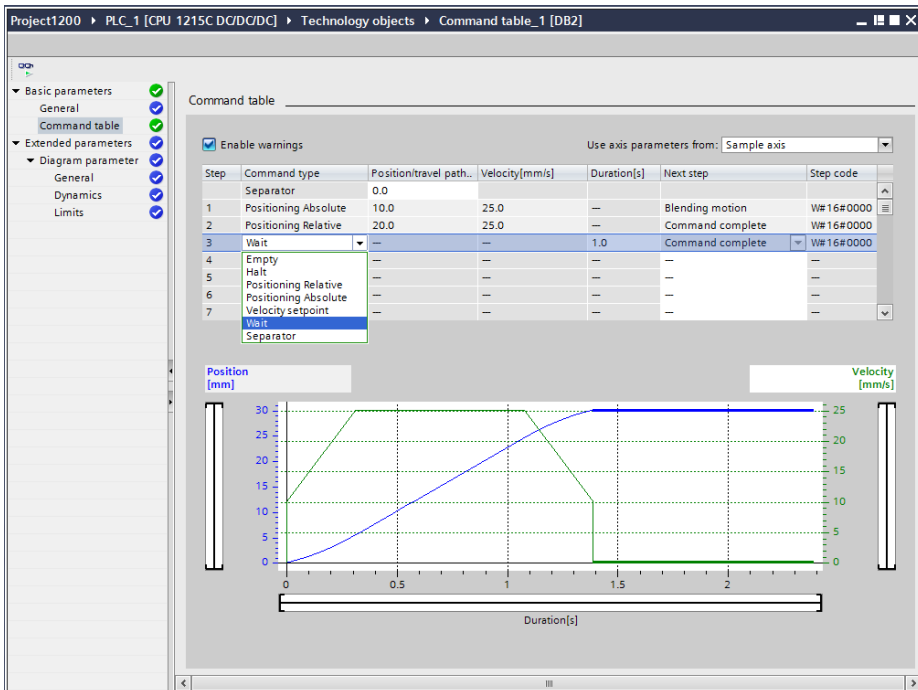 Project1200 ▸ PLC_1 [CPU 1215C DC/DC/DC] ▸ Technology objects ▸ Command table_1 [DB2]
Basic parameters
General
Command table
Extended parameters
Diagram parameter
General
Dynamics
Limits
Command table
Enable warnings
Use axis parameters from: Sample axis
Step Command type Position/travel path.. Velocity[mm/s] Duration[s] Next step Step code
Separator 0.0
1 Positioning Absolute 10.0 25.0 — Blending motion W#16#0000
2 Positioning Relative 20.0 25.0 — Command complete W#16#0000
3 Wait — — 1.0 Command complete W#16#0000
4 — — — — —
5 — — — — —
6 — — — — —
7 — — — — —
Empty
Halt
Positioning Relative
Positioning Absolute
Velocity setpoint
Wait
Separator
Position
[mm]
Velocity
[mm/s]
30
25
20
15
10
5
0
25
20
15
10
5
0
0 0.5 1 1.5 2
Duration[s]